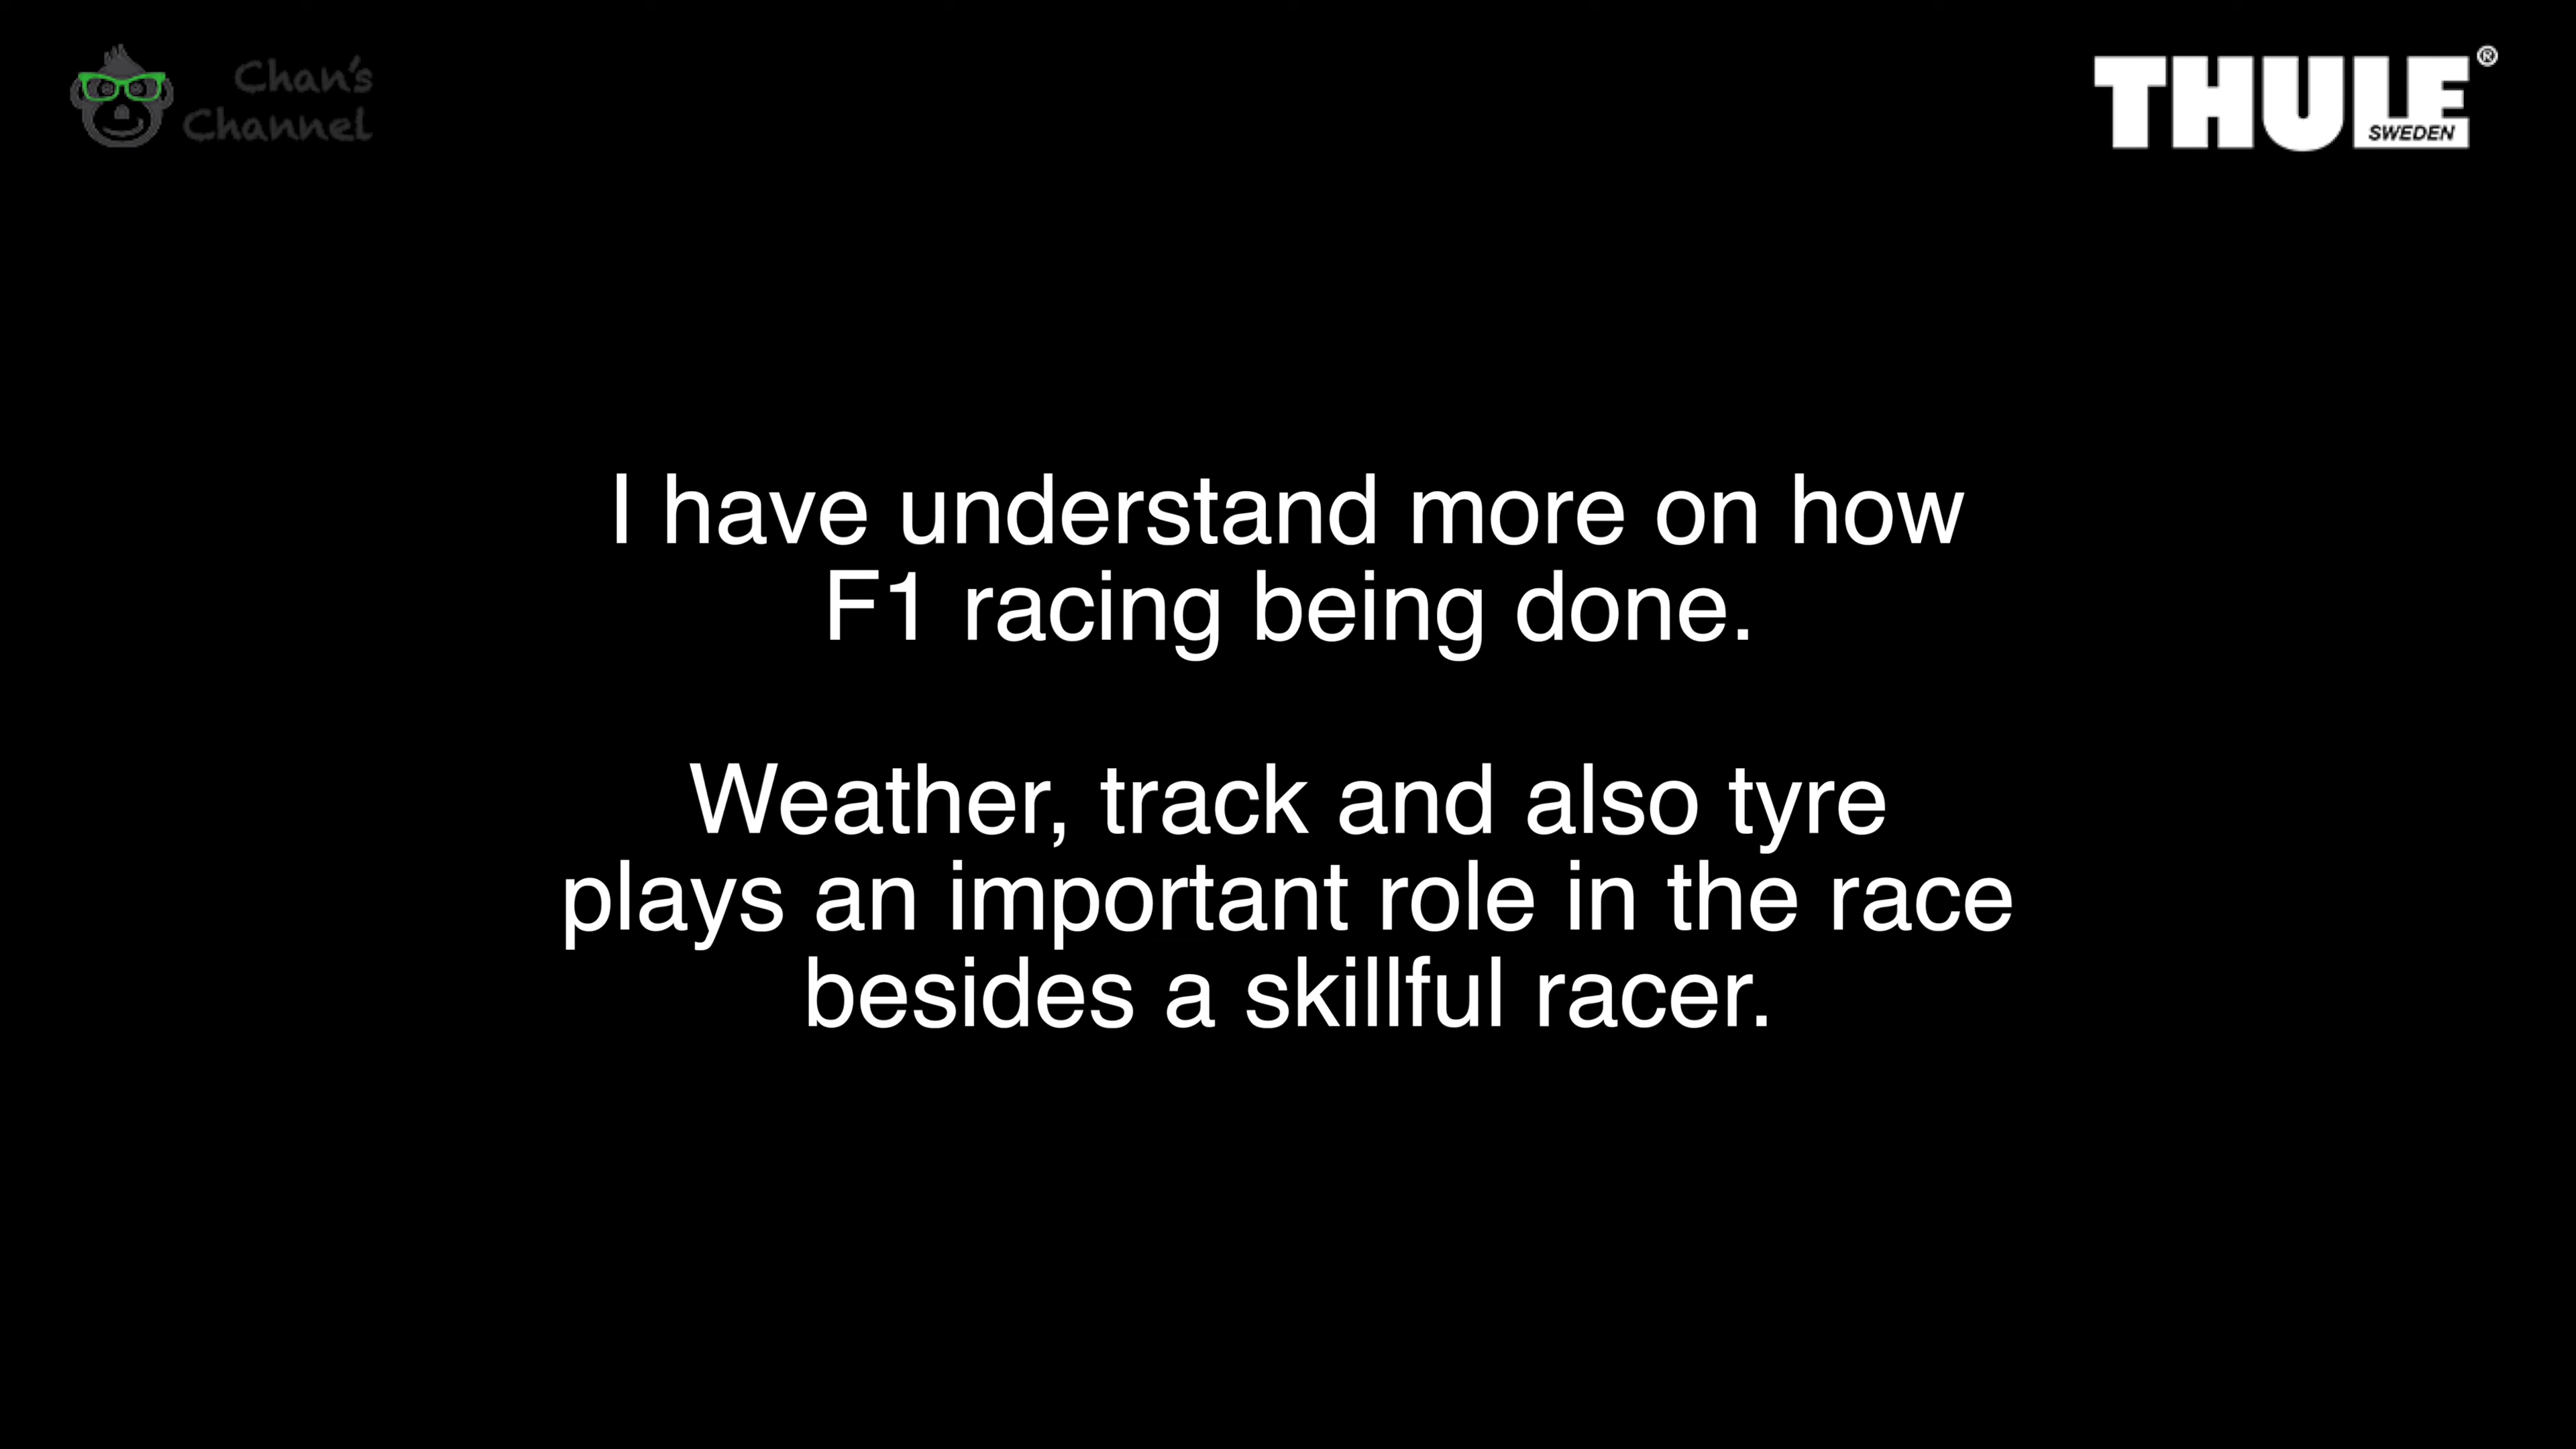 Chan's
Channel
THULE®
SWEDEN
I have understand more on how
F1 racing being done.
Weather, track and also tyre
plays an important role in the race
besides a skillful racer.